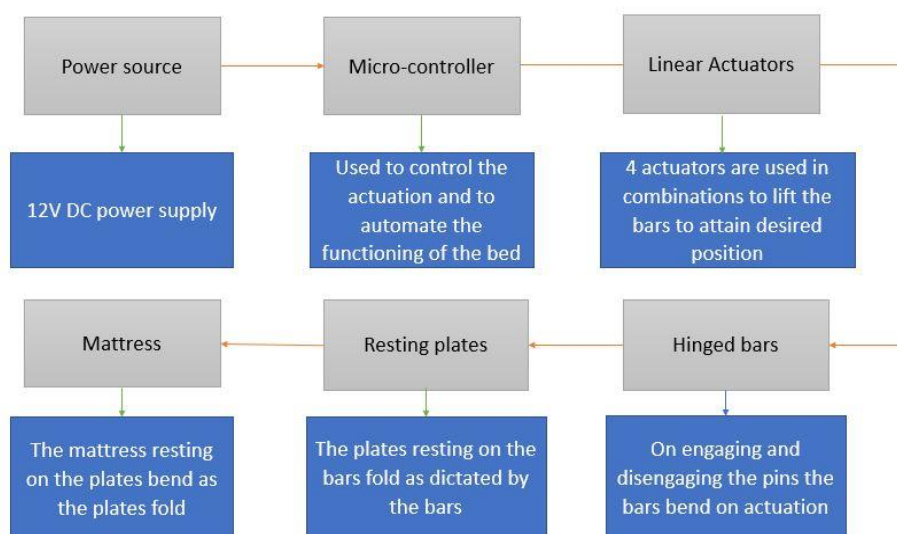 Power source
Micro-controller
Linear Actuators
12V DC power supply
Used to control the
actuation and to
automate the
functioning of the bed
4 actuators are used in
combinations to lift the
bars to attain desired
position
Mattress
Resting plates
Hinged bars
The mattress resting
on the plates bend as
the plates fold
The plates resting on the
bars fold as dictated by
the bars
On engaging and
disengaging the pins the
bars bend on actuation